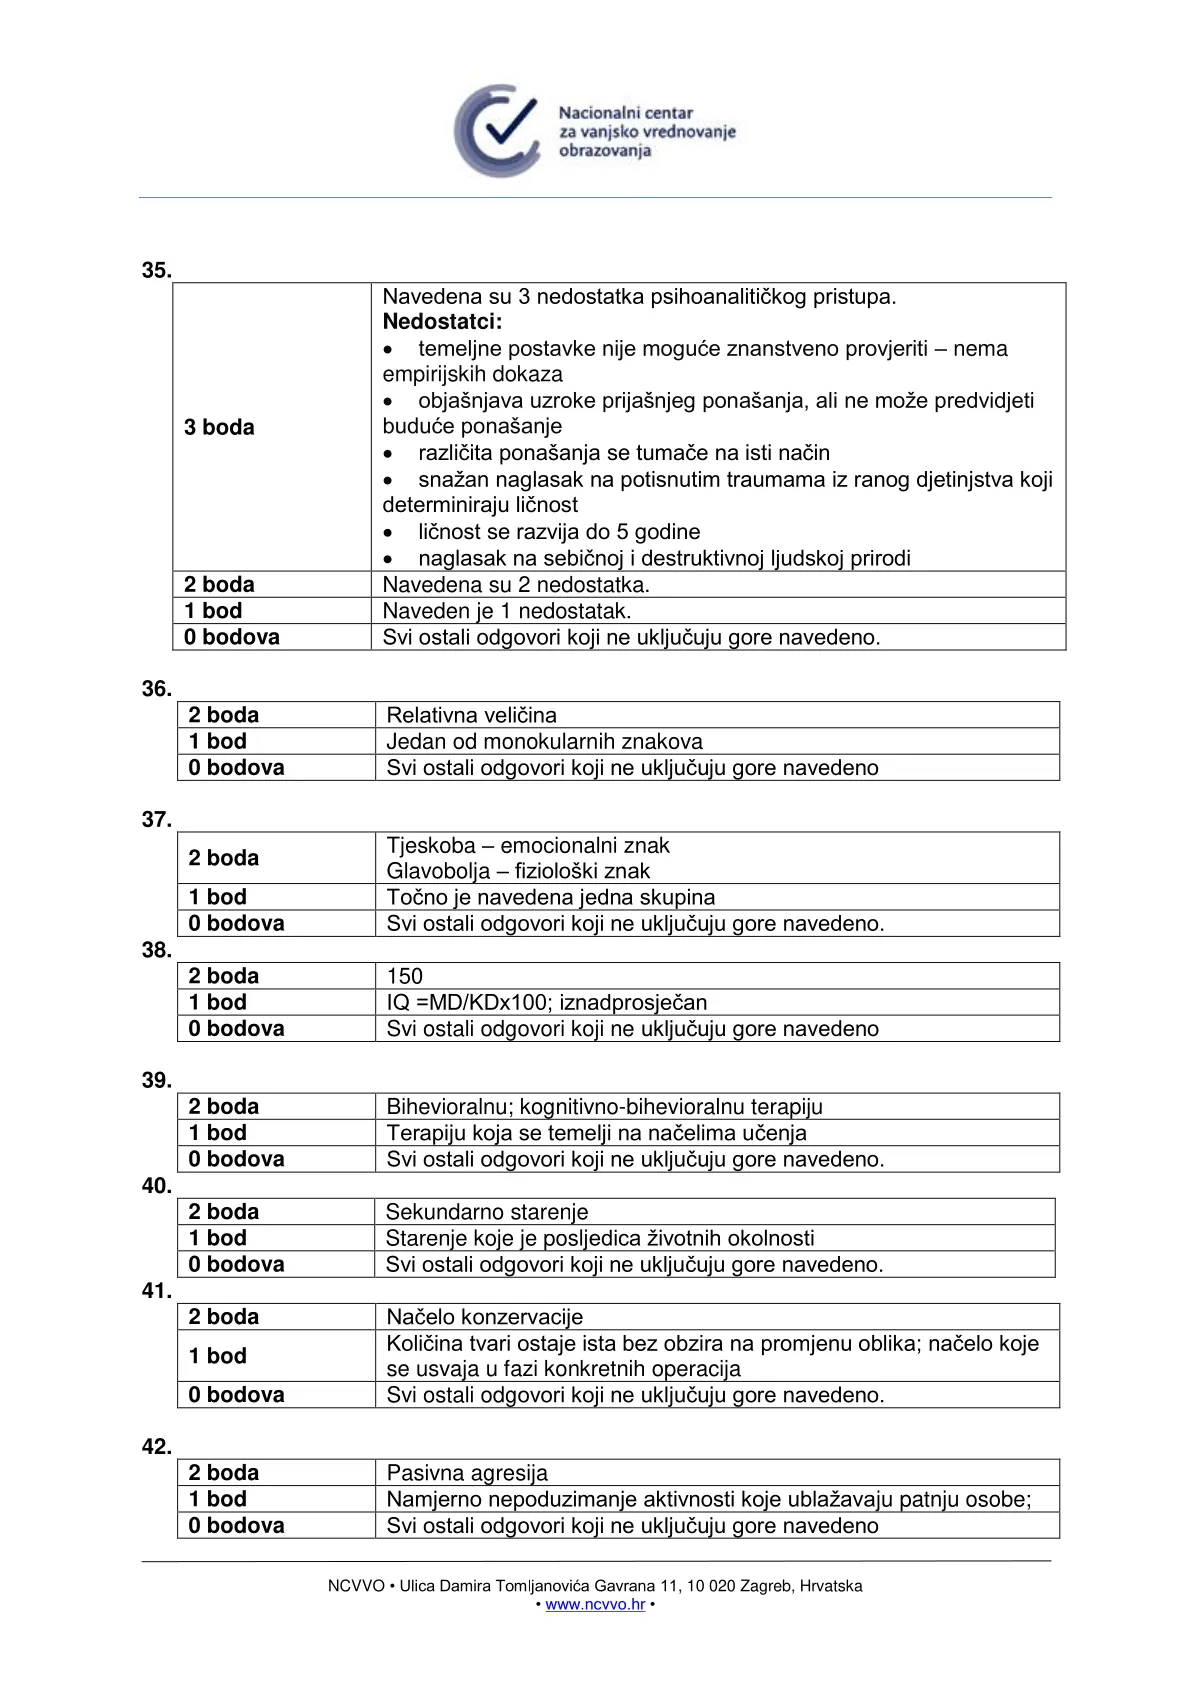 Nacionalni centar
za vanjsko vrednovanje
obrazovanja
35.
3 boda
Navedena su 3 nedostatka psihoanalitičkog pristupa.
Nedostatci:
• temeljne postavke nije moguće znanstveno provjeriti – nema
empirijskih dokaza
• objašnjava uzroke prijašnjeg ponašanja, ali ne može predvidjeti
buduće ponašanje
• različita ponašanja se tumače na isti način
• snažan naglasak na potisnutim traumama iz ranog djetinjstva koji
determiniraju ličnost
• ličnost se razvija do 5 godine
• naglasak na sebičnoj i destruktivnoj ljudskoj prirodi
2 boda Navedena su 2 nedostatka.
1 bod Naveden je 1 nedostatak.
0 bodova Svi ostali odgovori koji ne uključuju gore navedeno.
36.
2 boda Relativna veličina
1 bod Jedan od monokularnih znakova
0 bodova Svi ostali odgovori koji ne uključuju gore navedeno
37.
2 boda
Tjeskoba – emocionalni znak
Glavobolja – fiziološki znak
1 bod Točno je navedena jedna skupina
0 bodova Svi ostali odgovori koji ne uključuju gore navedeno.
38.
2 boda 150
1 bod IQ =MD/KDx100; iznadprosječan
0 bodova Svi ostali odgovori koji ne uključuju gore navedeno
39.
2 boda Bihevioralnu; kognitivno-bihevioralnu terapiju
1 bod Terapiju koja se temelji na načelima učenja
0 bodova Svi ostali odgovori koji ne uključuju gore navedeno.
40.
2 boda Sekundarno starenje
1 bod Starenje koje je posljedica životnih okolnosti
0 bodova Svi ostali odgovori koji ne uključuju gore navedeno.
41.
2 boda Načelo konzervacije
1 bod
Količina tvari ostaje ista bez obzira na promjenu oblika; načelo koje
se usvaja u fazi konkretnih operacija
0 bodova Svi ostali odgovori koji ne uključuju gore navedeno.
42.
2 boda Pasivna agresija
1 bod Namjerno nepoduzimanje aktivnosti koje ublažavaju patnju osobe;
0 bodova Svi ostali odgovori koji ne uključuju gore navedeno
NCVVO • Ulica Damira Tomljanovića Gavrana 11, 10 020 Zagreb, Hrvatska
• www.ncvvo.hr •